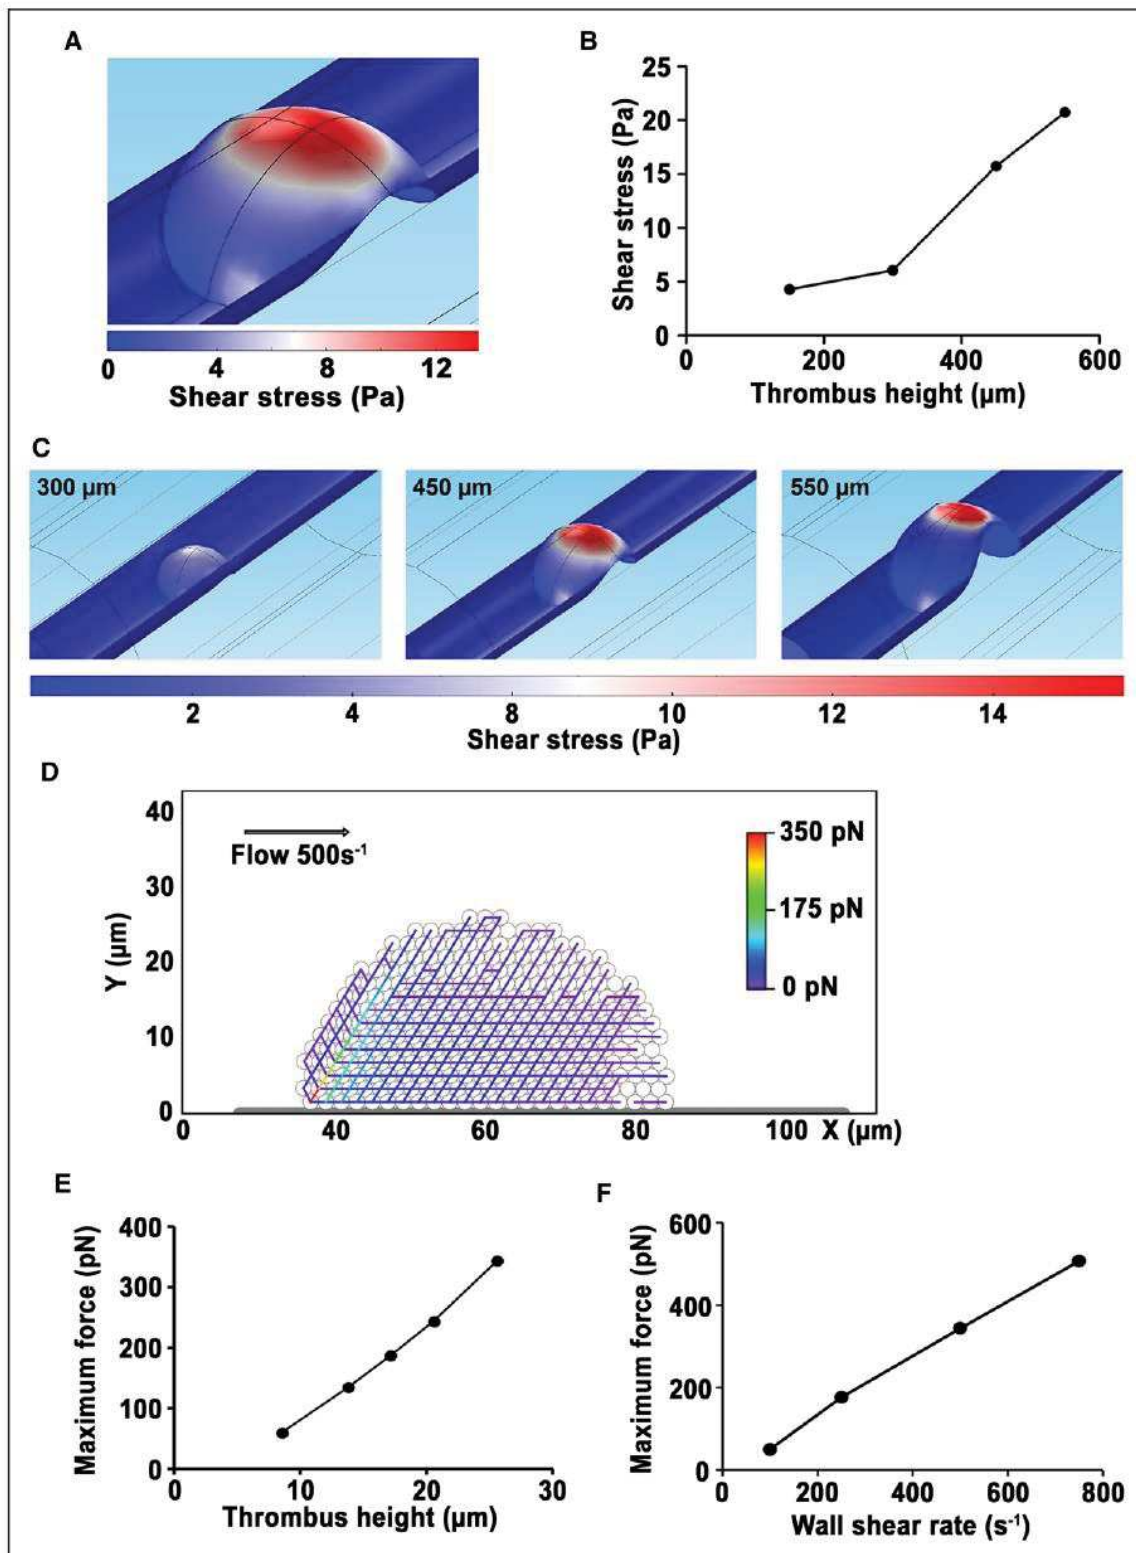 A
0 4 8 12
Shear stress (Pa)
B
25
20
15
10
5
0
Shear stress (Pa)
0 200 400 600
Thrombus height (µm)
C
300 µm
450 µm
550 µm
2 4 8 10 12 14
Shear stress (Pa)
D
40
30
20
10
0
Y (µm)
Flow 500s⁻¹
350 pN
175 pN
0 pN
0 40 60 80 100 X (µm)
E
400
300
200
100
0
Maximum force (pN)
0 10 20 30
Thrombus height (µm)
F
600
400
200
0
Maximum force (pN)
0 200 400 600 800
Wall shear rate (s⁻¹)